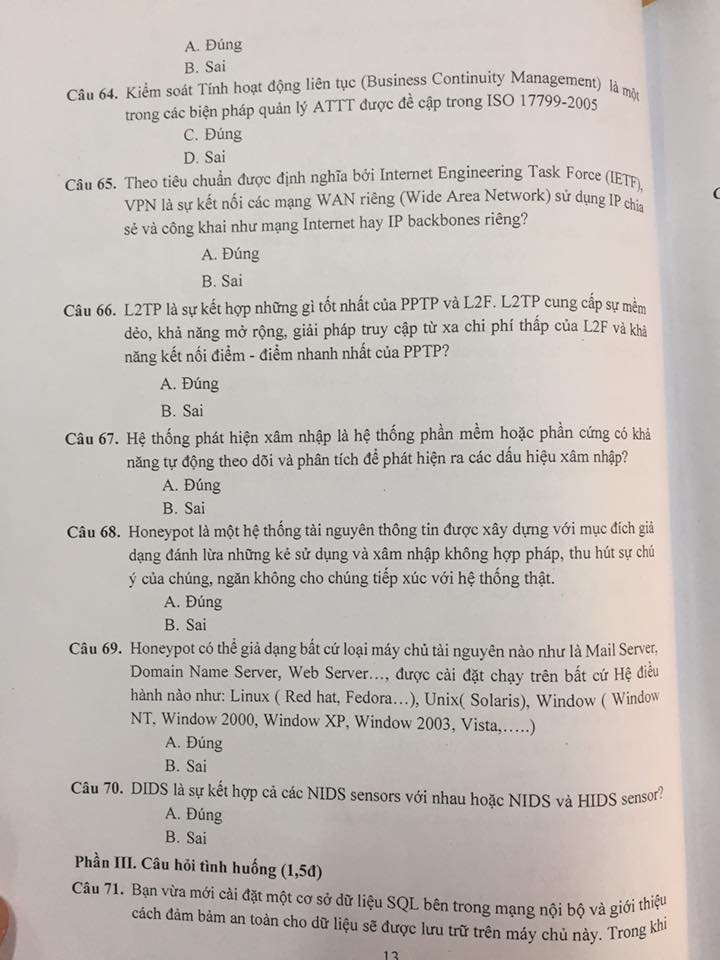 A. Đúng
B. Sai
Câu 64. Kiểm soát Tính hoạt động liên tục (Business Continuity Management) là một
trong các biện pháp quản lý ATTT được đề cập trong ISO 17799-2005
C. Đúng
D. Sai
Câu 65. Theo tiêu chuẩn được định nghĩa bởi Internet Engineering Task Force (IETF),
VPN là sự kết nối các mạng WAN riêng (Wide Area Network) sử dụng IP chia
sẻ và công khai như mạng Internet hay IP backbones riêng?
A. Đúng
B. Sai
Câu 66. L2TP là sự kết hợp những gì tốt nhất của PPTP và L2F. L2TP cung cấp sự mềm
dẻo, khả năng mở rộng, giải pháp truy cập từ xa chi phí thấp của L2F và khả
năng kết nối điểm - điểm nhanh nhất của PPTP?
A. Đúng
B. Sai
Câu 67. Hệ thống phát hiện xâm nhập là hệ thống phần mềm hoặc phần cứng có khả
năng tự động theo dõi và phân tích để phát hiện ra các dấu hiệu xâm nhập?
A. Đúng
B. Sai
Câu 68. Honeypot là một hệ thống tài nguyên thông tin được xây dựng với mục đích giả
dạng đánh lừa những kẻ sử dụng và xâm nhập không hợp pháp, thu hút sự chú
ý của chúng, ngăn không cho chúng tiếp xúc với hệ thống thật.
A. Đúng
B. Sai
Câu 69. Honeypot có thể giả dạng bất cứ loại máy chủ tài nguyên nào như là Mail Server,
Domain Name Server, Web Server…, được cài đặt chạy trên bất cứ Hệ điều
hành nào như: Linux ( Red hat, Fedora…), Unix( Solaris), Window ( Window
NT, Window 2000, Window XP, Window 2003, Vista,…..)
A. Đúng
B. Sai
Câu 70. DIDS là sự kết hợp cả các NIDS sensors với nhau hoặc NIDS và HIDS sensor?
A. Đúng
B. Sai
Phần III. Câu hỏi tình huống (1,5đ)
Câu 71. Bạn vừa mới cài đặt một cơ sở dữ liệu SQL bên trong mạng nội bộ và giới thiệu
cách đảm bảm an toàn cho dữ liệu sẽ được lưu trữ trên máy chủ này. Trong khi
13